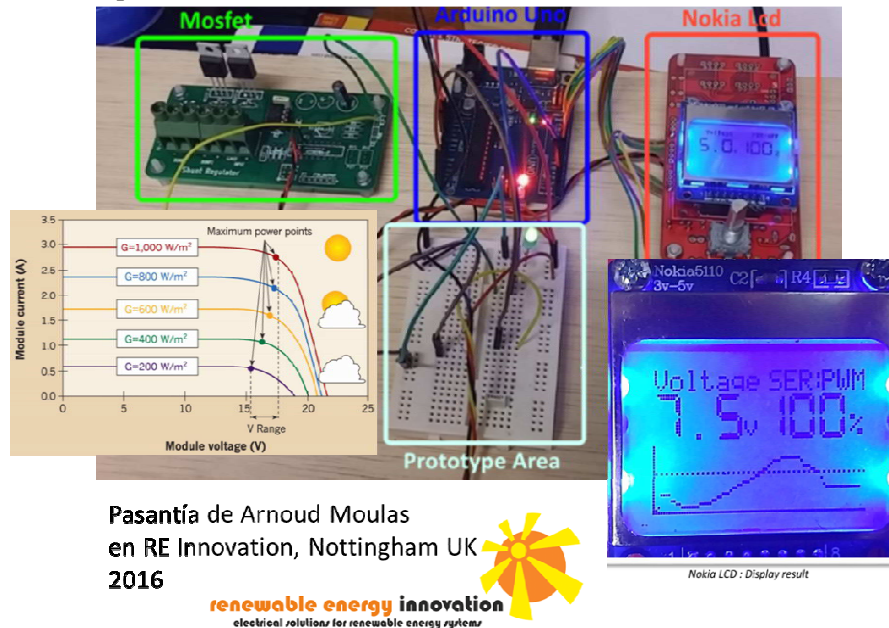 Mosfet
Arduino Uno
Nokia Lcd
Shunt Regulator
5.0v 100%
Prototype Area
Module current (A)
3.5
3.0
2.5
2.0
1.5
1.0
0.5
0.0
Maximum power points
G=1,000 W/m²
G=800 W/m²
G=600 W/m²
G=400 W/m²
G=200 W/m²
0 5 10 15 20 25
V Range
Module voltage (V)
Nokia5110
3v-5v
C2 R4
Voltage SER:PWM
7.5v 100%
Nokia LCD : Display result
Pasantía de Arnoud Moulas
en RE Innovation, Nottingham UK
2016
renewable energy innovation
electrical solutions for renewable energy systems